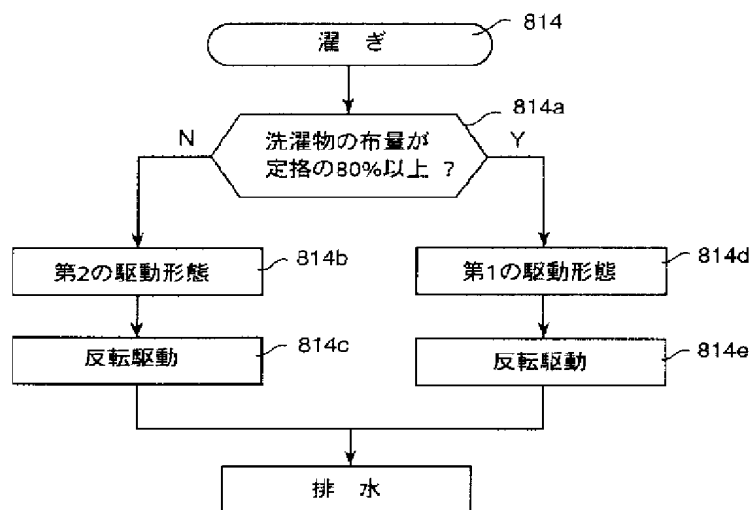 濯 ぎ
814
814a
N
洗濯物の布量が
定格の80%以上 ?
Y
第2の駆動形態
814b
第1の駆動形態
814d
反転駆動
814c
反転駆動
814e
排 水